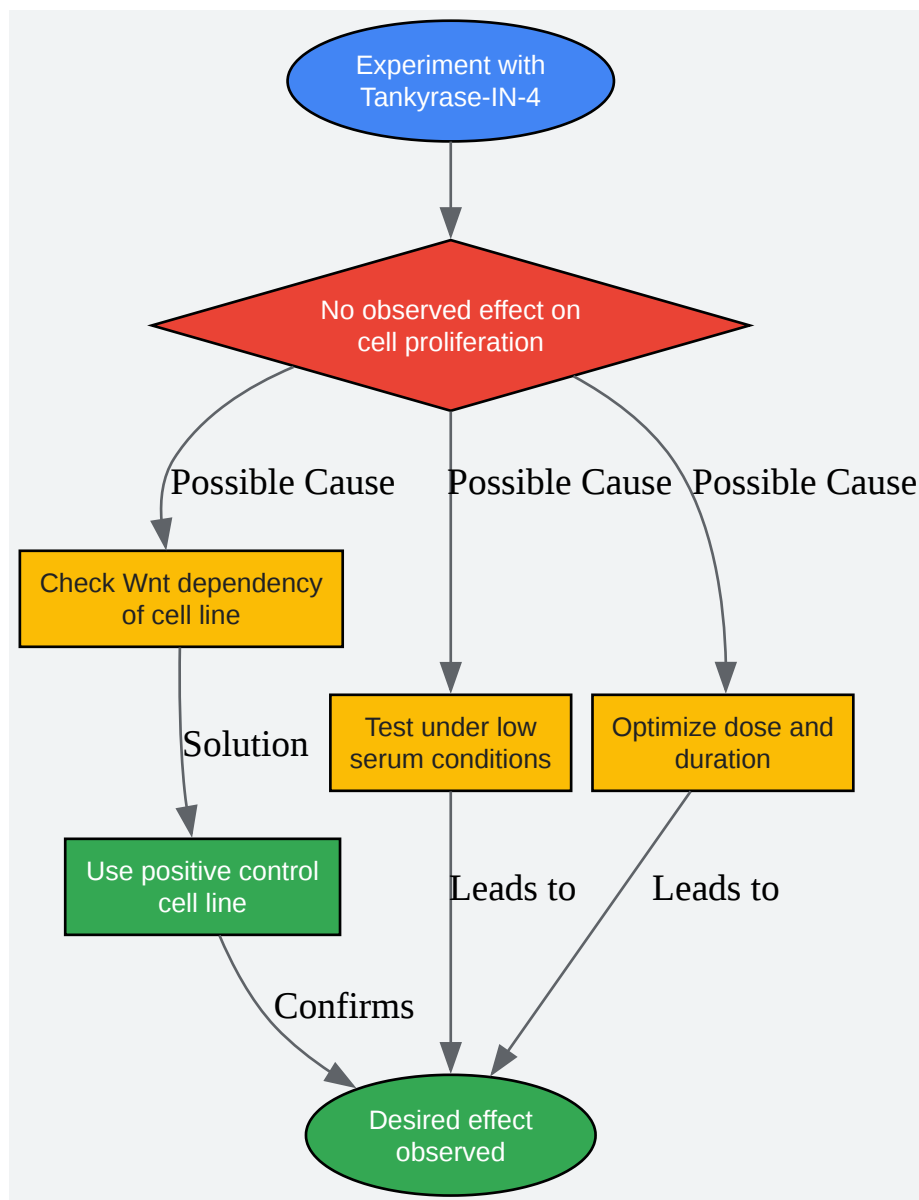 Experiment with
Tankyrase-IN-4
No observed effect on
cell proliferation
Possible Cause
Possible Cause
Possible Cause
Check Wnt dependency
of cell line
Test under low
serum conditions
Optimize dose and
duration
Solution
Use positive control
cell line
Leads to
Leads to
Confirms
Desired effect
observed